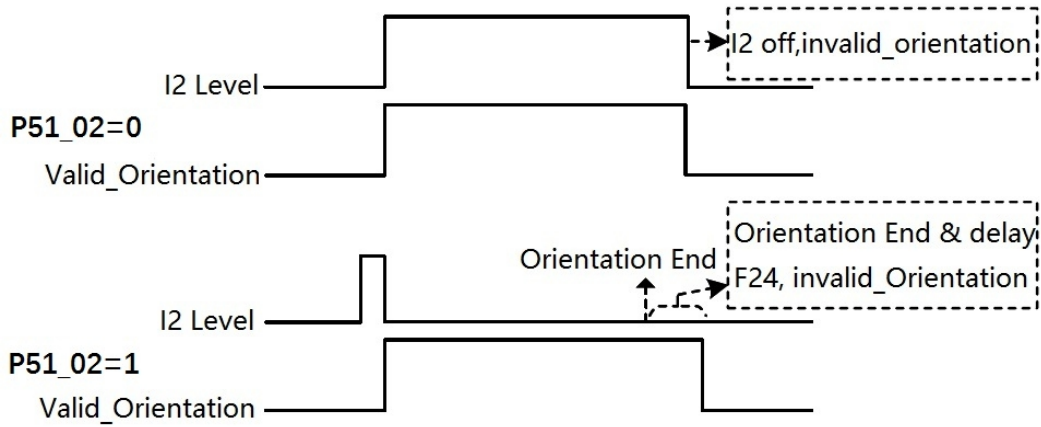 I2 off,invalid_orientation
I2 Level
P51_02=0
Valid_Orientation
Orientation End & delay
Orientation End
F24, invalid_Orientation
I2 Level
P51_02=1
Valid_Orientation